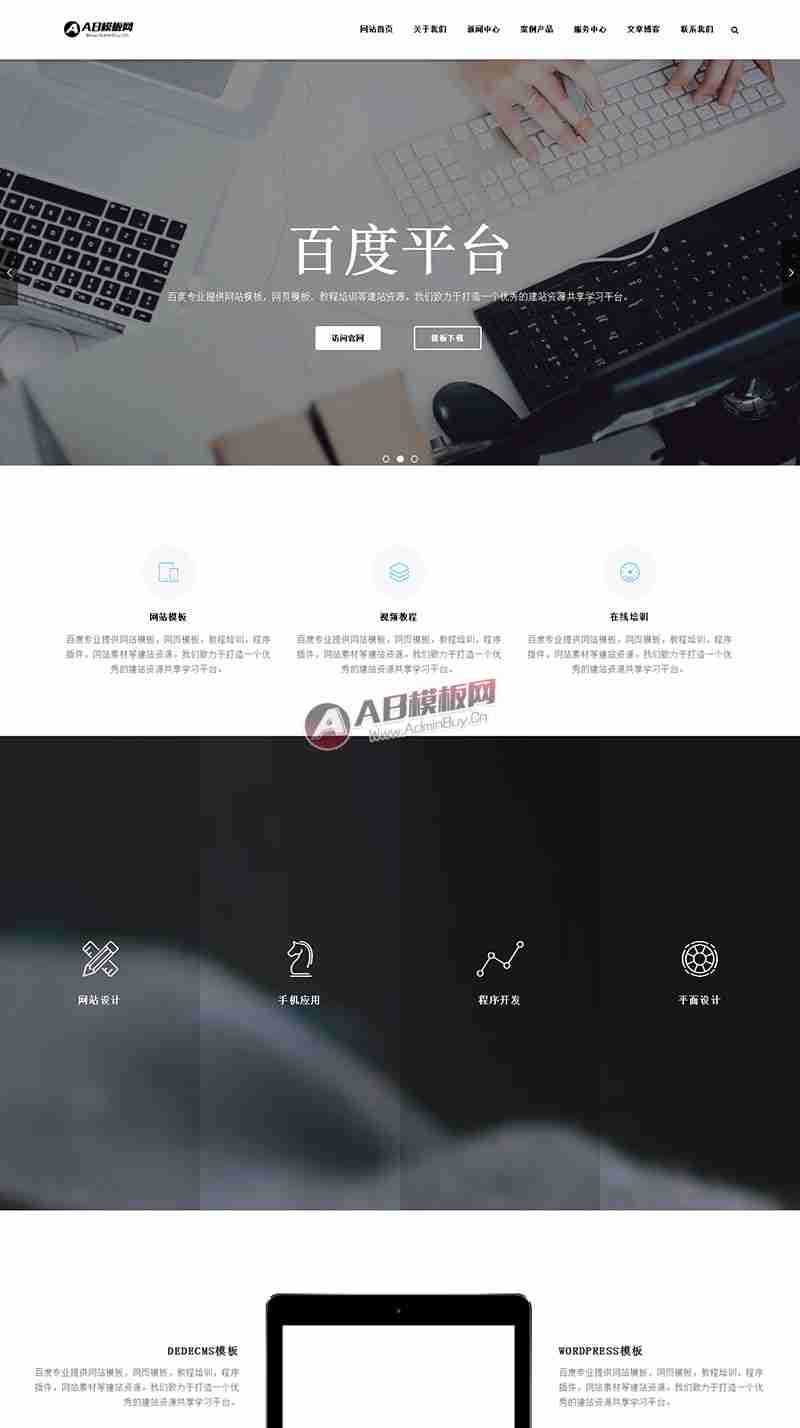 AB模板网
Www.AdminBuy.Cn
网站首页 关于我们 新闻中心 案例产品 服务中心 文章博客 联系我们
百度平台
百度专业提供网站模板，网页模板，教程培训等建站资源。我们致力于打造一个优秀的建站资源共享学习平台。
访问官网 模板下载
网站模板 视频教程 在线培训
百度专业提供网站模板，网页模板，教程培训，程序
插件，网站素材等建站资源。我们致力于打造一个优
秀的建站资源共享学习平台。
百度专业提供网站模板，网页模板，教程培训，程序
插件，网站素材等建站资源。我们致力于打造一个优
秀的建站资源共享学习平台。
百度专业提供网站模板，网页模板，教程培训，程序
插件，网站素材等建站资源。我们致力于打造一个优
秀的建站资源共享学习平台。
AB模板网
Www.AdminBuy.Cn
网站设计 手机应用 程序开发 平面设计
DEDECMS模板
百度专业提供网站模板，网页模板，教程培训，程序
插件，网站素材等建站资源。我们致力于打造一个优
秀的建站资源共享学习平台。
WORDPRESS模板
百度专业提供网站模板，网页模板，教程培训，程序
插件，网站素材等建站资源。我们致力于打造一个优
秀的建站资源共享学习平台。